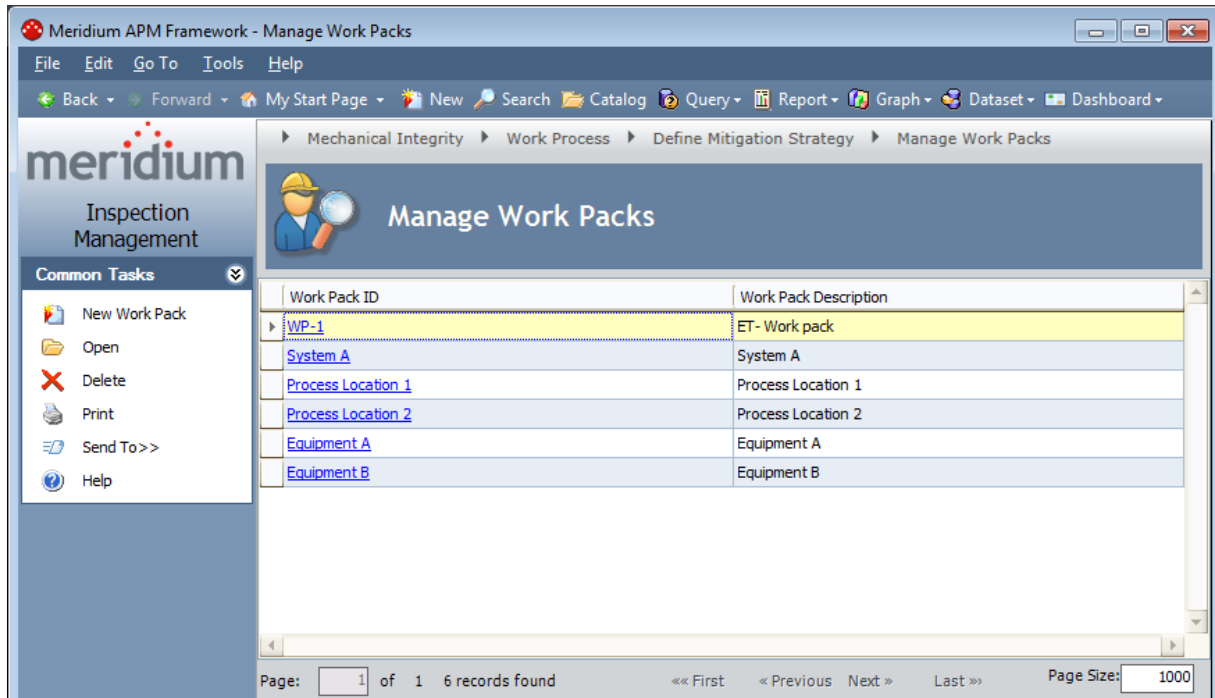 Meridium APM Framework - Manage Work Packs
File Edit Go To Tools Help
Back Forward My Start Page New Search Catalog Query Report Graph Dataset Dashboard
meridium
Inspection
Management
Common Tasks
New Work Pack
Open
Delete
Print
Send To>>
Help
Mechanical Integrity Work Process Define Mitigation Strategy Manage Work Packs
Manage Work Packs
Work Pack ID Work Pack Description
WP-1 ET- Work pack
System A System A
Process Location 1 Process Location 1
Process Location 2 Process Location 2
Equipment A Equipment A
Equipment B Equipment B
Page: 1 of 1 6 records found «« First « Previous Next » Last »» Page Size: 1000